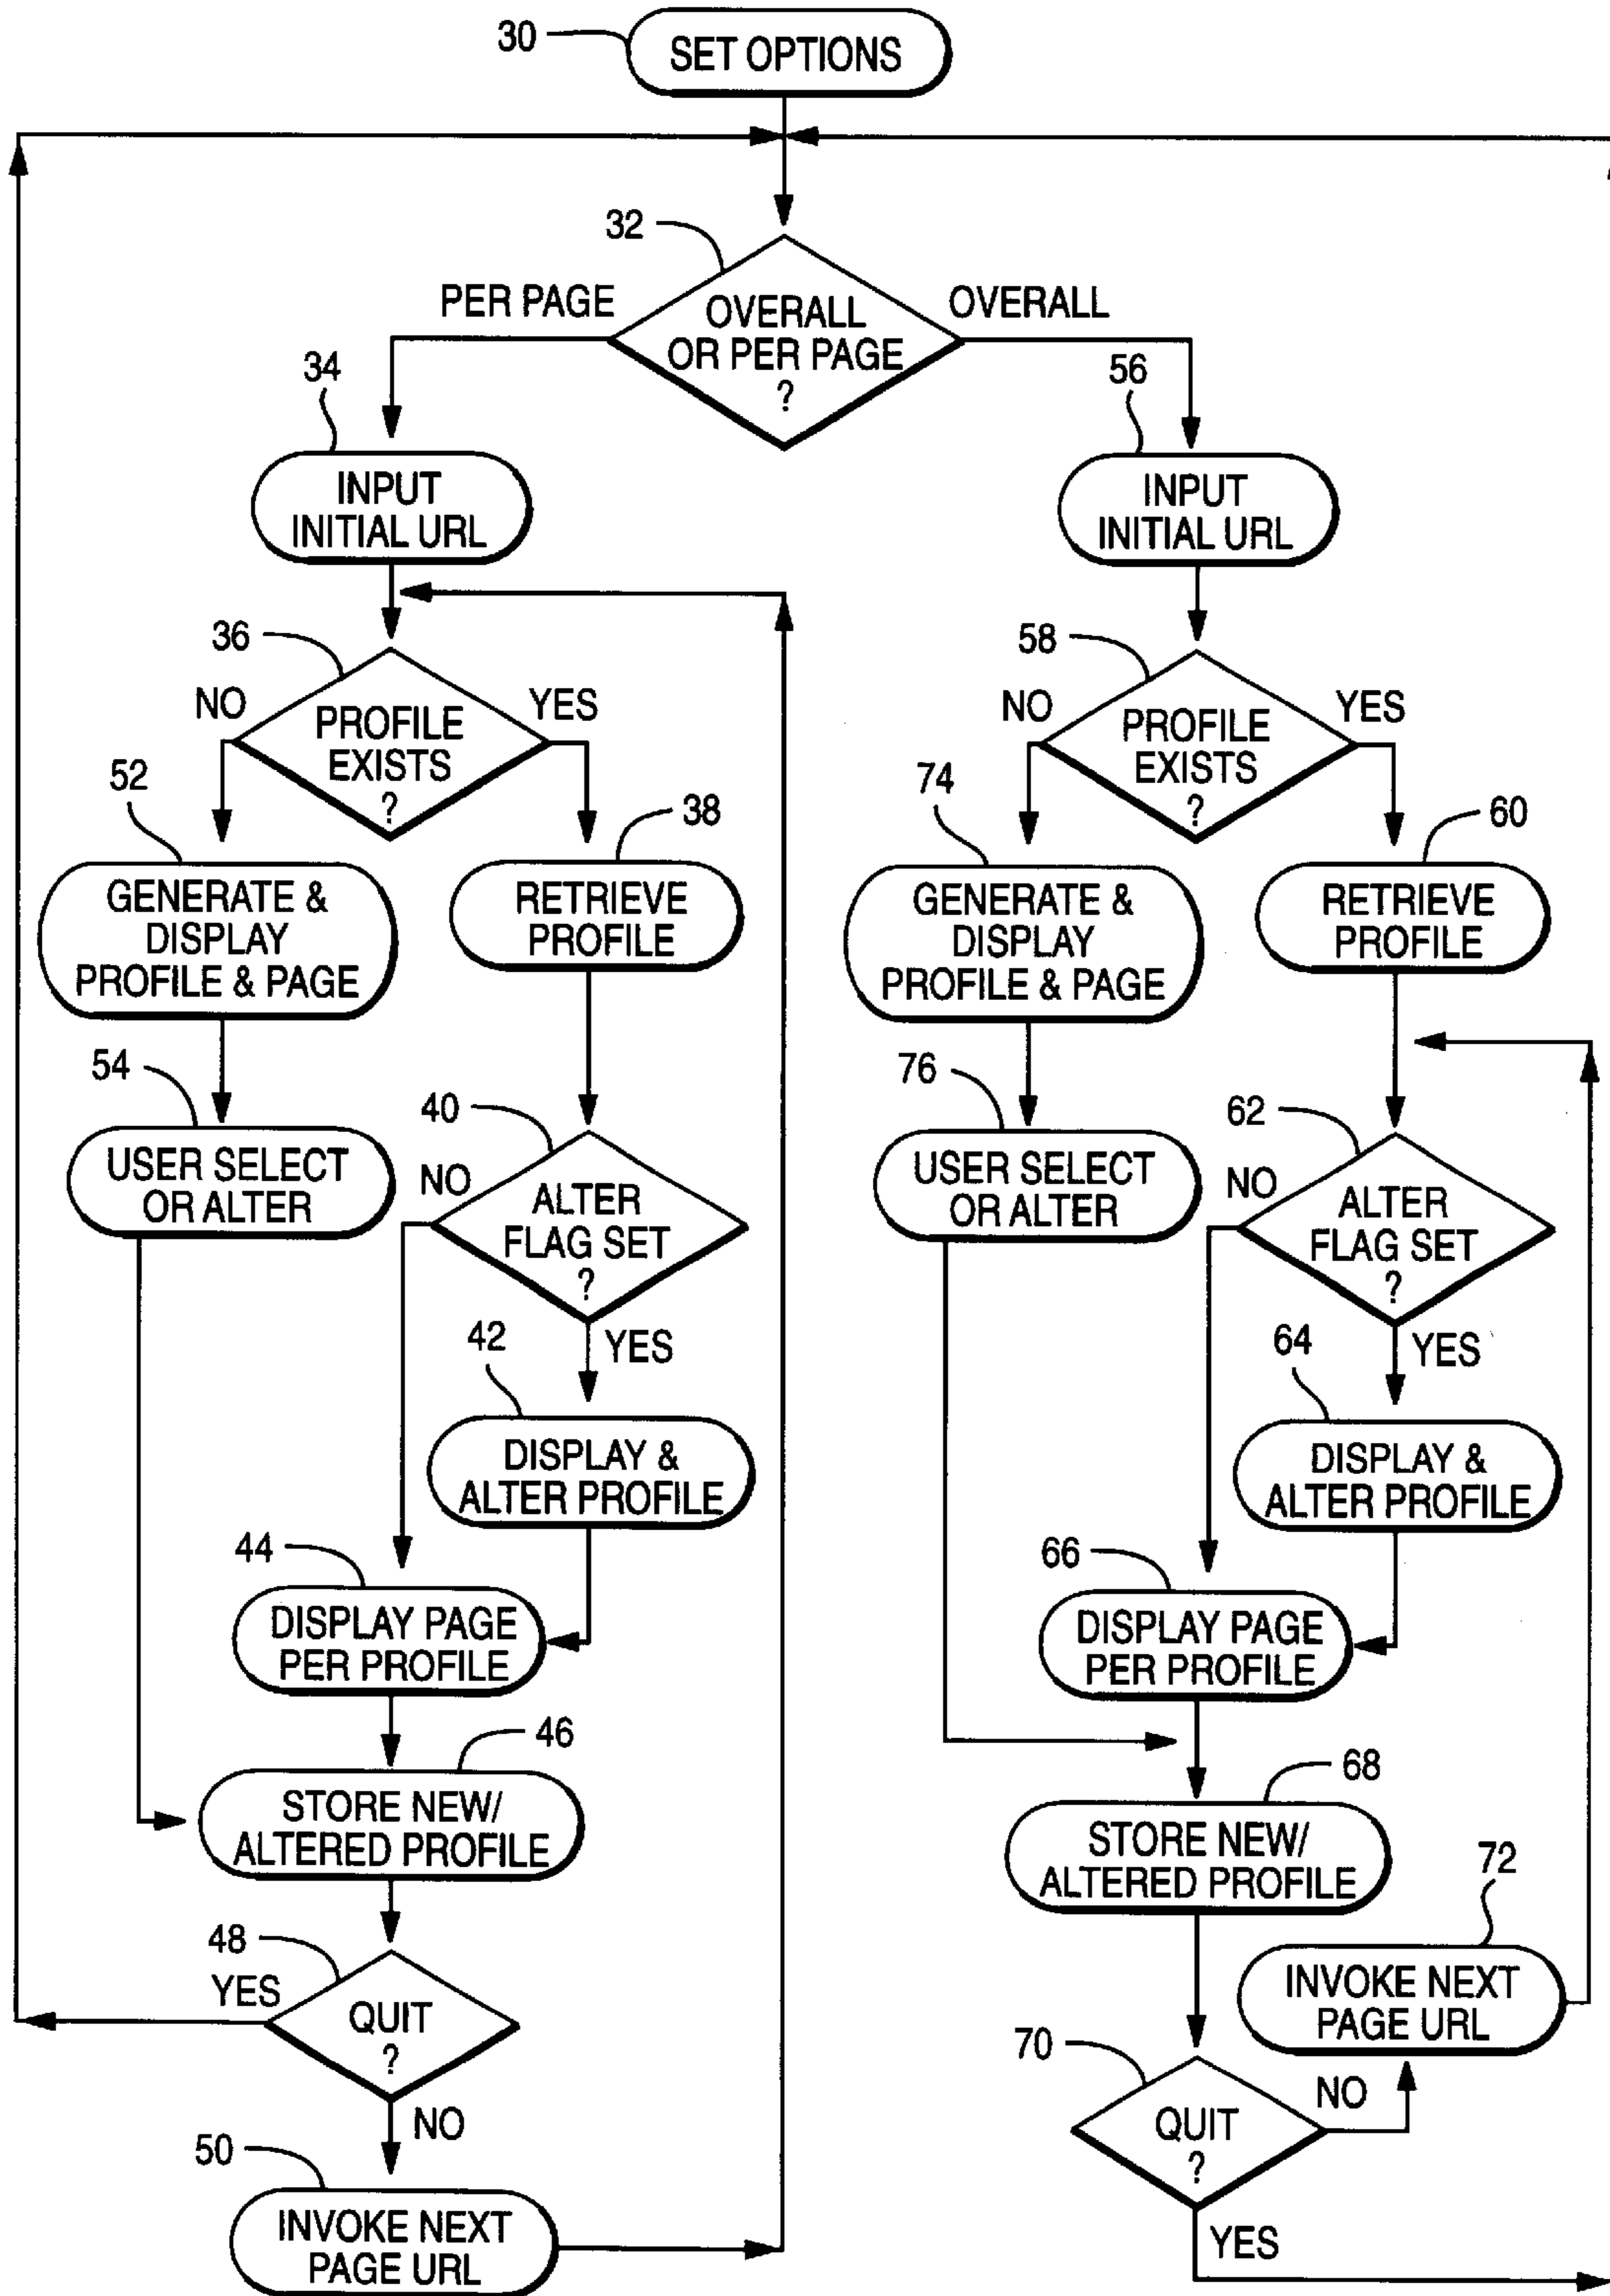 30
SET OPTIONS
32
PER PAGE
OVERALL
OVERALL
OR PER PAGE
?
34
56
INPUT
INITIAL URL
INPUT
INITIAL URL
36
58
NO
YES
PROFILE
EXISTS
?
NO
YES
PROFILE
EXISTS
?
52
38
74
60
GENERATE &
DISPLAY
PROFILE & PAGE
RETRIEVE
PROFILE
GENERATE &
DISPLAY
PROFILE & PAGE
RETRIEVE
PROFILE
54
40
76
62
USER SELECT
OR ALTER
NO
ALTER
FLAG SET
?
USER SELECT
OR ALTER
NO
ALTER
FLAG SET
?
42
YES
64
YES
DISPLAY &
ALTER PROFILE
DISPLAY &
ALTER PROFILE
44
66
DISPLAY PAGE
PER PROFILE
DISPLAY PAGE
PER PROFILE
46
68
STORE NEW/
ALTERED PROFILE
STORE NEW/
ALTERED PROFILE
72
48
YES
QUIT
?
INVOKE NEXT
PAGE URL
70
NO
NO
QUIT
?
50
INVOKE NEXT
PAGE URL
YES